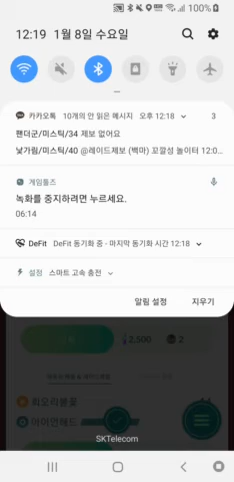 100%
12:19 1월 8일 수요일
카카오톡 10개의 안 읽은 메시지 오후 12:18 3
팬더군/미스틱/34 제보 없어요
낯가림/미스틱/40 @레이드제보 (백마) 꼬깔성 놀이터 12:0...
게임툴즈
녹화를 중지하려면 누르세요.
06:14
DeFit DeFit 동기화 중 - 마지막 동기화 시간 12:18
설정 스마트 고속 충전
알림 설정 지우기
2,500 2
SKTelecom